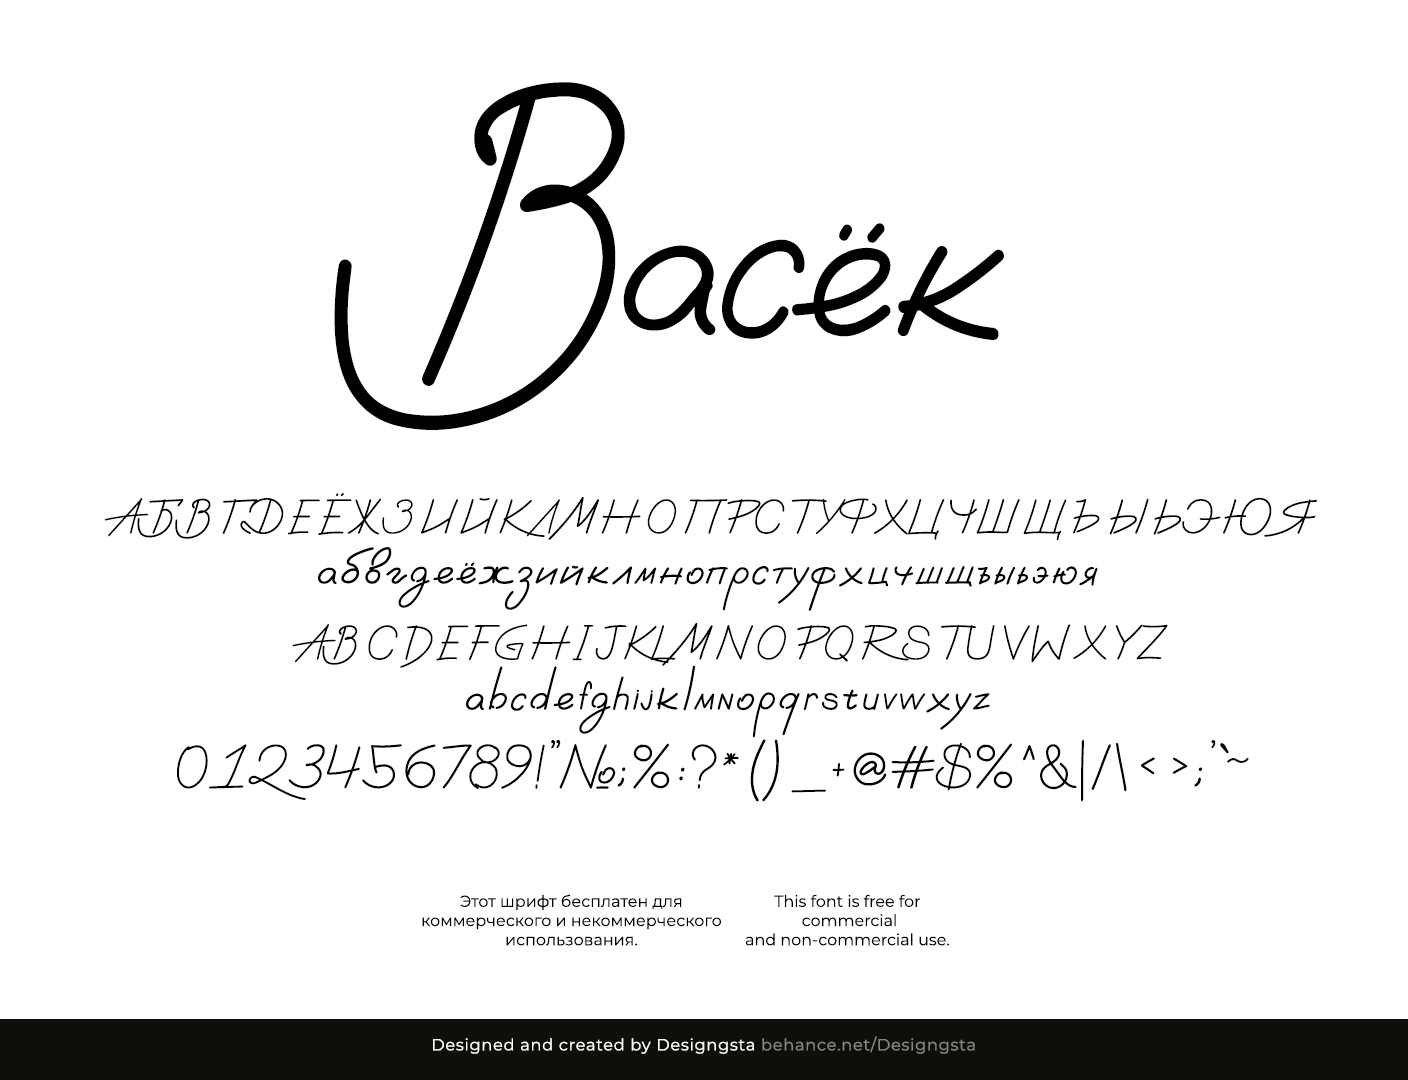 Васёк
АБВГДЕЁЖЗИЙКЛМНОПРСТУФХЦЧШЩЪЫЬЭЮЯ
абвгдеёжзийклмнопрстуфхцчшщъыьэюя
ABCDEFGHIJKLMNOPQRSTUVWXYZ
abcdefghijklmnopqrstuvwxyz
0123456789!"№;%:?*()_+@#$%^&|/\<>;'`~
Этот шрифт бесплатен для
коммерческого и некоммерческого
использования.
This font is free for
commercial
and non-commercial use.
Designed and created by Designgsta behance.net/Designgsta